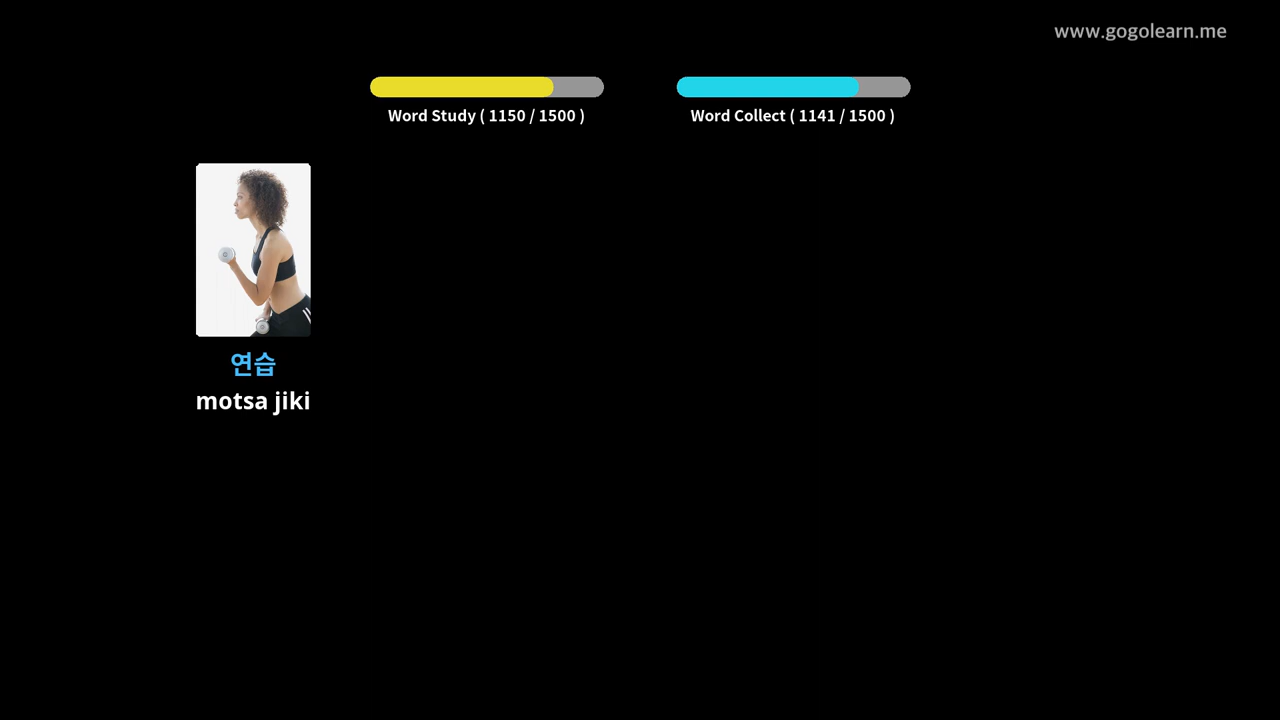 www.gogolearn.me
Word Study ( 1150 / 1500 )
Word Collect ( 1141 / 1500 )
연습
motsa jiki